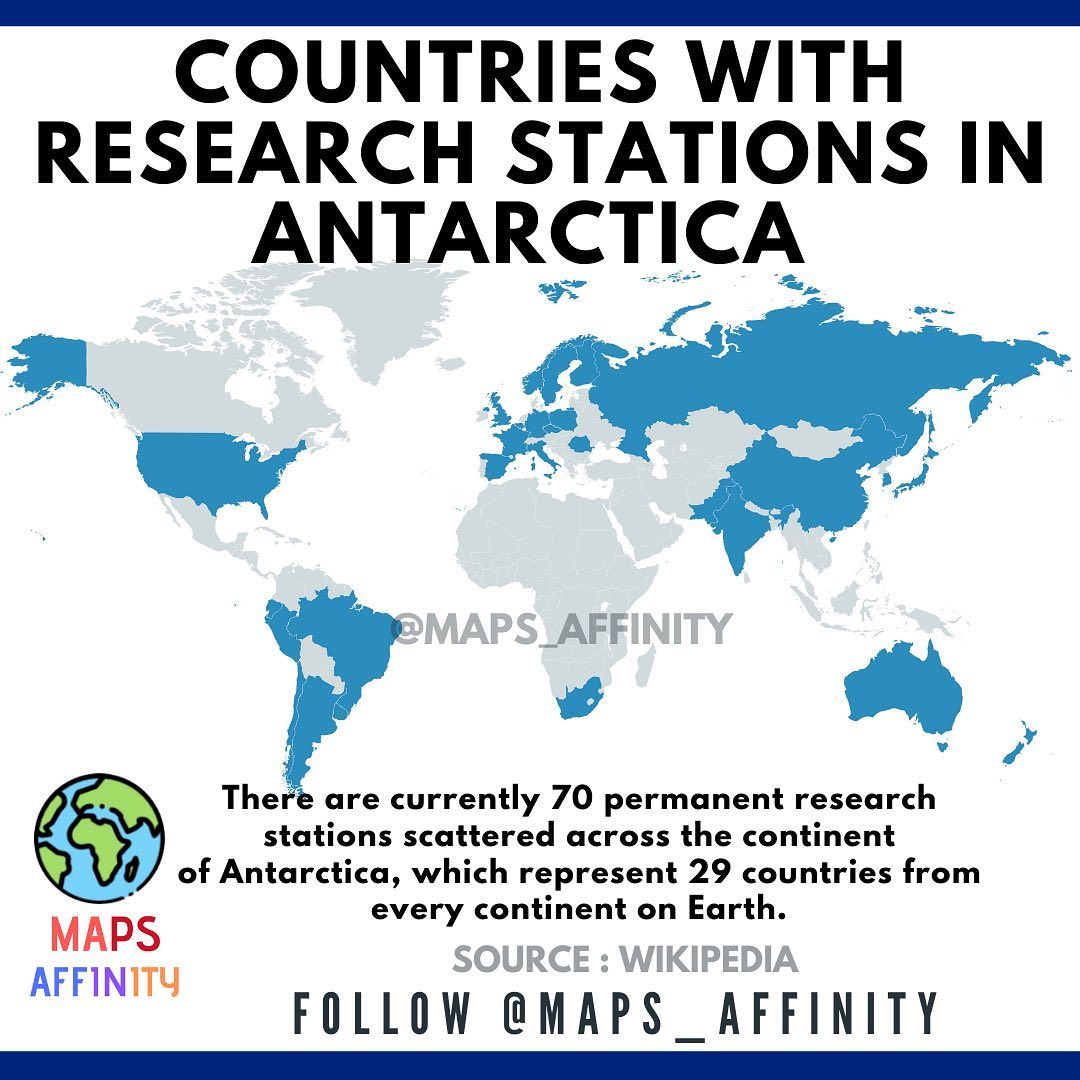 COUNTRIES WITH
RESEARCH STATIONS IN
ANTARCTICA
@MAPS_AFFINITY
There are currently 70 permanent research
stations scattered across the continent
of Antarctica, which represent 29 countries from
every continent on Earth.
MAPS
AFFINITY
SOURCE : WIKIPEDIA
FOLLOW @MAPS_AFFINITY